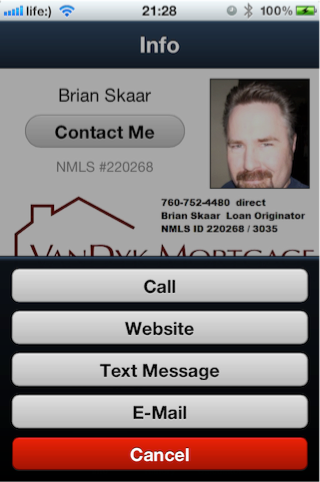 life:) 21:28 100%
Info
Brian Skaar
Contact Me
NMLS #220268
760-752-4480 direct
Brian Skaar Loan Originator
NMLS ID 220268 / 3035
VANDYK MORTGAGE
Call
Website
Text Message
E-Mail
Cancel